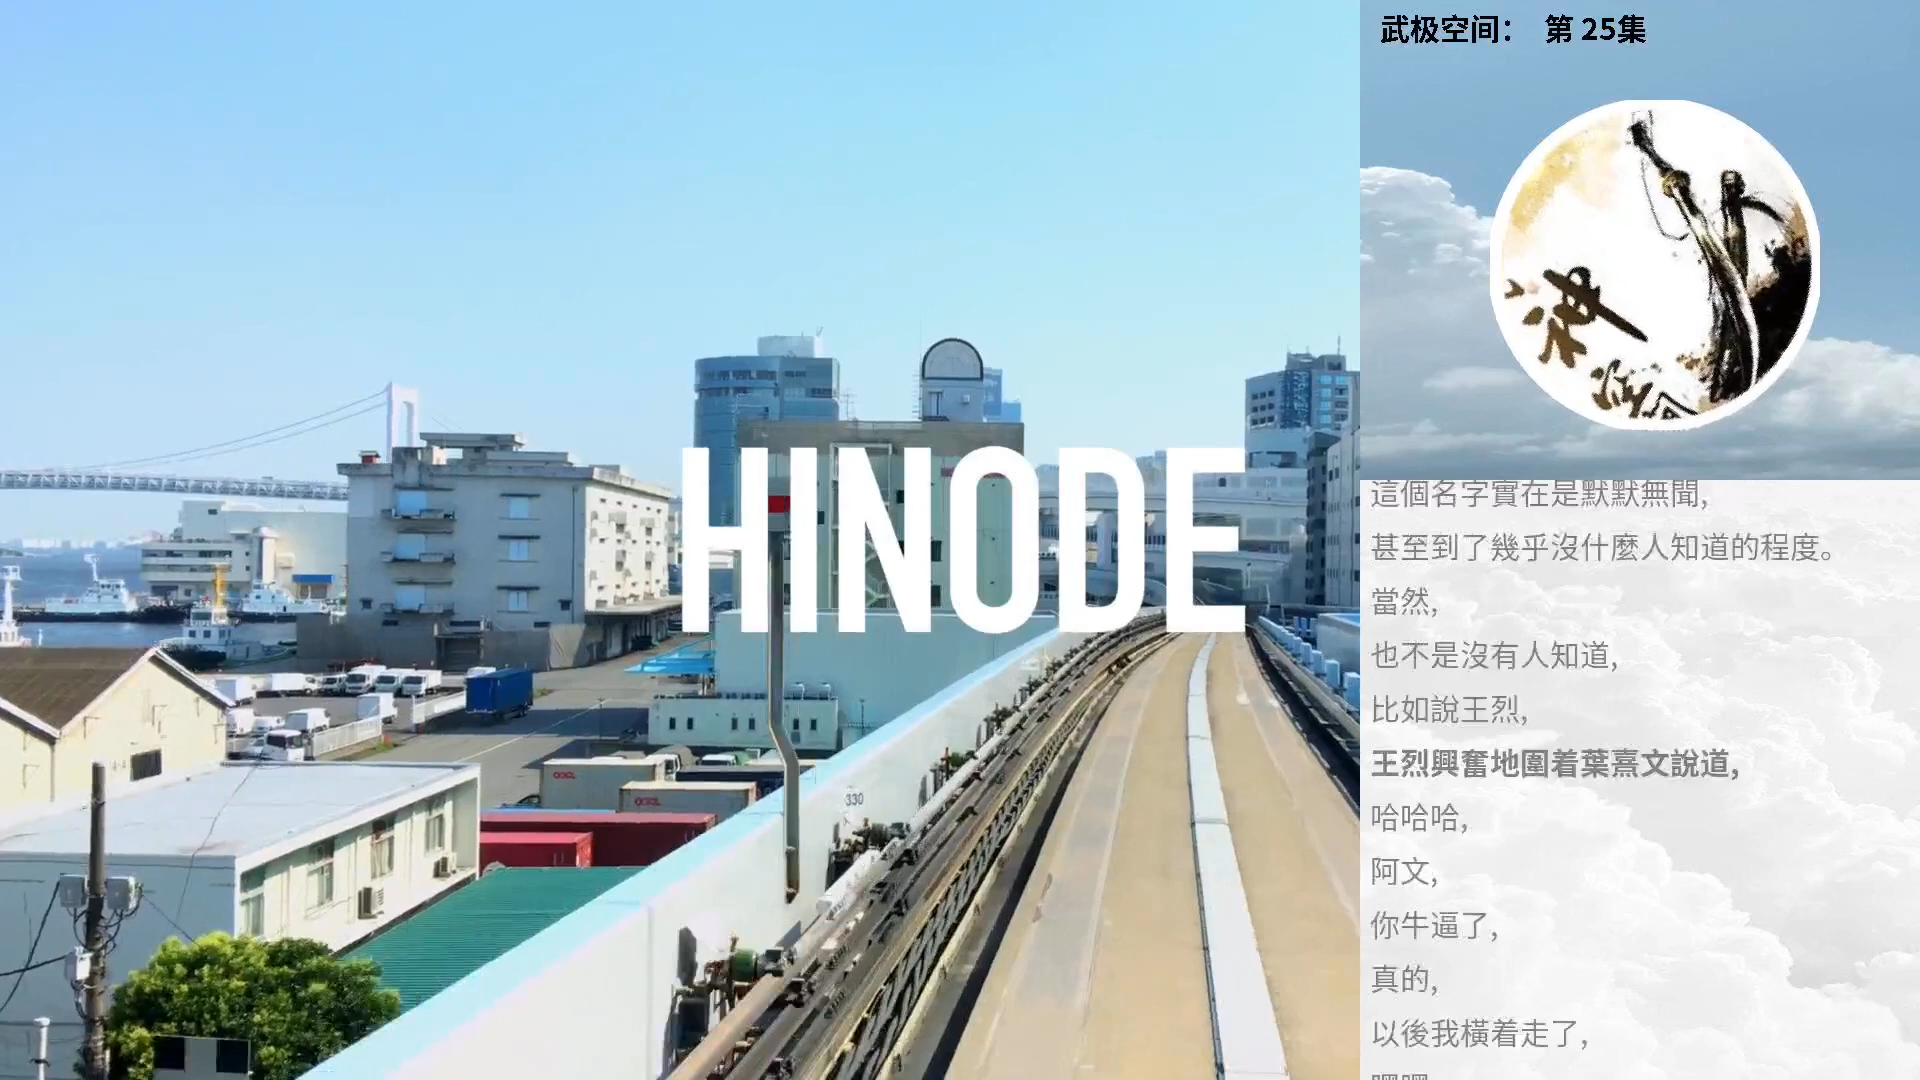 武极空间： 第 25集
HINODE
330
OOCL
OOCL
這個名字實在是默默無聞,
甚至到了幾乎沒什麼人知道的程度。
當然,
也不是沒有人知道,
比如說王烈,
王烈興奮地圍着葉熹文說道,
哈哈哈,
阿文,
你牛逼了,
真的,
以後我橫着走了,